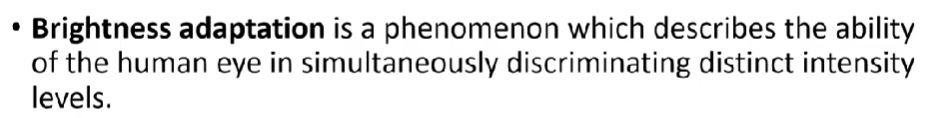 • Brightness adaptation is a phenomenon which describes the ability
of the human eye in simultaneously discriminating distinct intensity
levels.